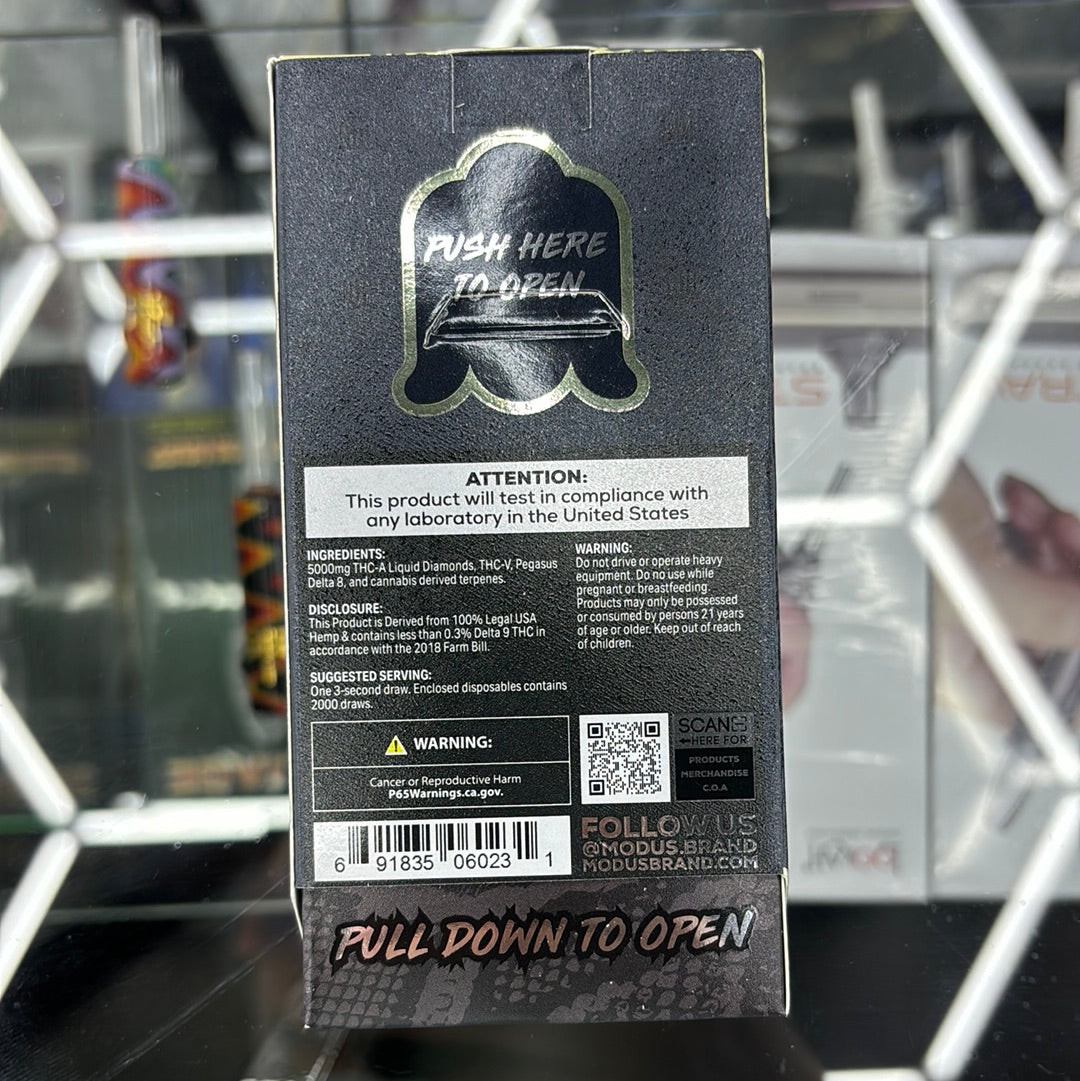 PUSH HERE
TO OPEN
ATTENTION:
This product will test in compliance with
any laboratory in the United States
INGREDIENTS:
5000mg THC-A Liquid Diamonds, THC-V, Pegasus
Delta 8, and cannabis derived terpenes.
DISCLOSURE:
This Product is Derived from 100% Legal USA
Hemp & contains less than 0.3% Delta 9 THC in
accordance with the 2018 Farm Bill.
SUGGESTED SERVING:
One 3-second draw. Enclosed disposables contains
2000 draws.
WARNING:
Do not drive or operate heavy
equipment. Do no use while
pregnant or breastfeeding.
Products may only be possessed
or consumed by persons 21 years
of age or older. Keep out of reach
of children.
WARNING:
Cancer or Reproductive Harm
P65Warnings.ca.gov.
SCAN
HERE FOR
PRODUCTS
MERCHANDISE
C.O.A
6 91835 06023 1
FOLLOW US
@MODUS.BRAND
MODUSBRAND.COM
PULL DOWN TO OPEN